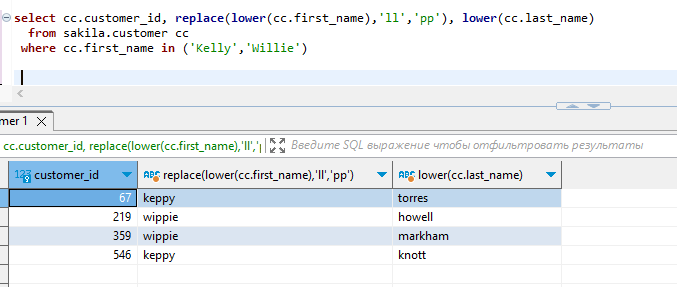 select cc.customer_id, replace(lower(cc.first_name),'ll','pp'), lower(cc.last_name)
from sakila.customer cc
where cc.first_name in ('Kelly','Willie')
mer 1
cc.customer_id, replace(lower(cc.first_name),'ll','p Введите SQL выражение чтобы отфильтровать результаты
123 customer_id ABC replace(lower(cc.first_name),'ll','pp') ABC lower(cc.last_name)
67 keppy torres
219 wippie howell
359 wippie markham
546 keppy knott